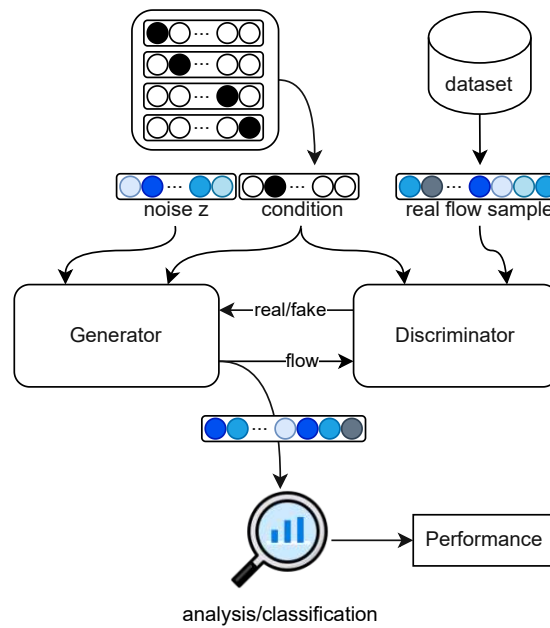 dataset
noise z
condition
real flow sample
Generator
real/fake
flow
Discriminator
analysis/classification
Performance